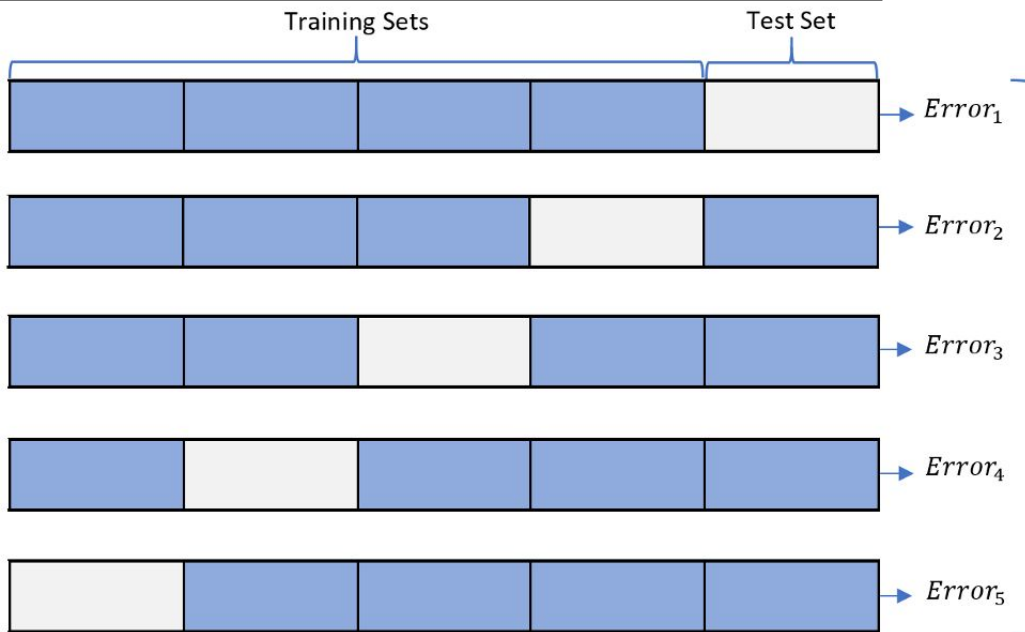 Training Sets
Test Set
Error₁
Error₂
Error₃
Error₄
Error₅